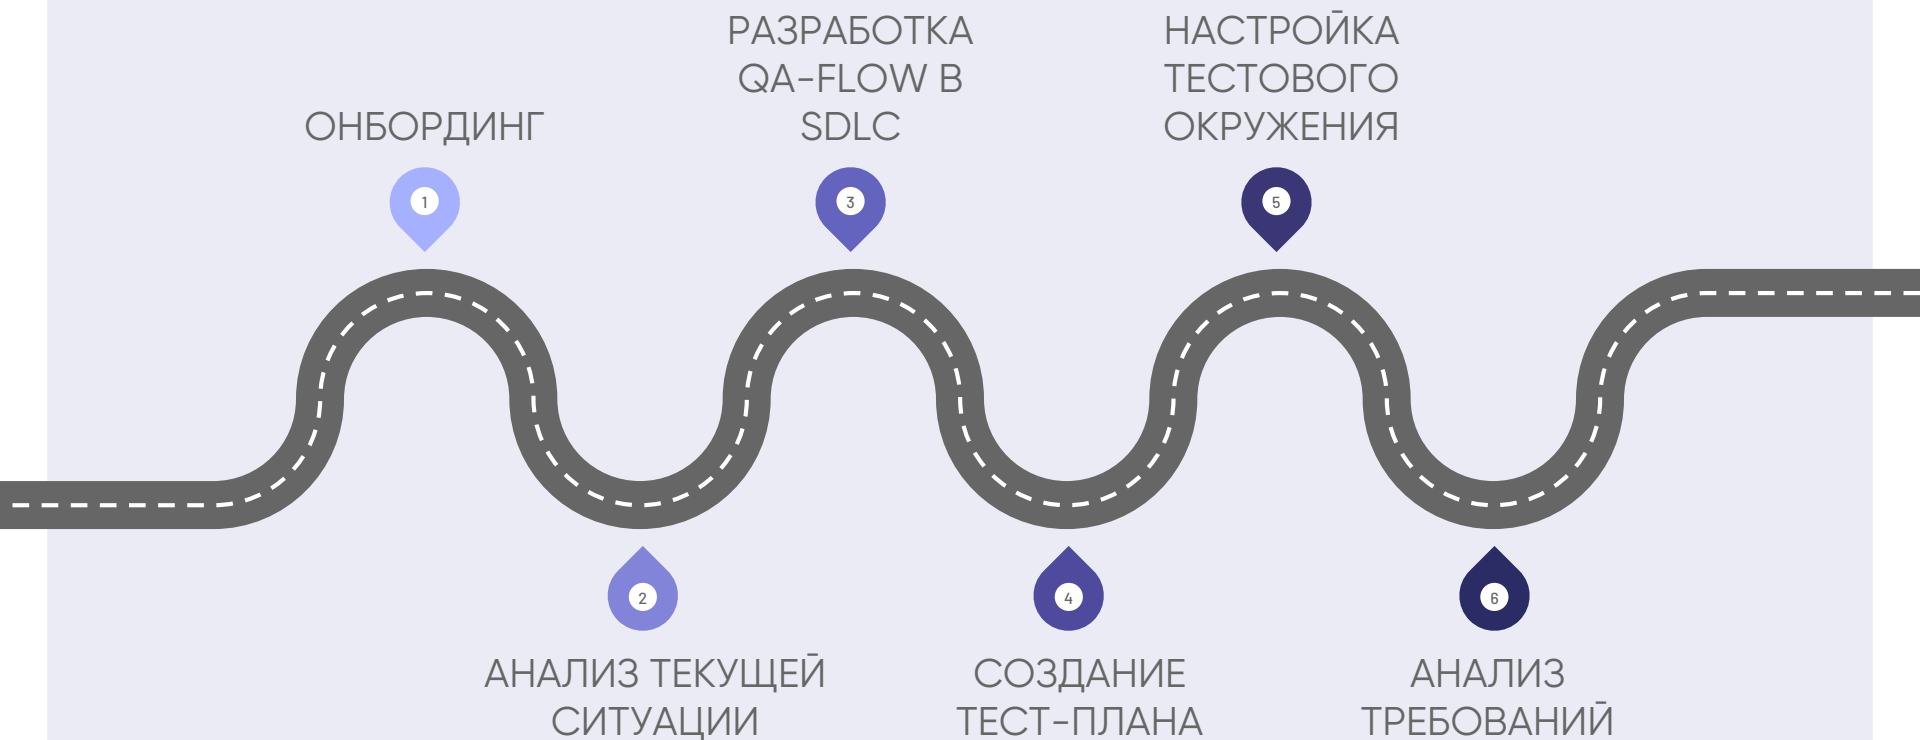 ОНБОРДИНГ
1
АНАЛИЗ ТЕКУЩЕЙ
СИТУАЦИИ
2
РАЗРАБОТКА
QA-FLOW В
SDLC
3
СОЗДАНИЕ
ТЕСТ-ПЛАНА
4
НАСТРОЙКА
ТЕСТОВОГО
ОКРУЖЕНИЯ
5
АНАЛИЗ
ТРЕБОВАНИЙ
6